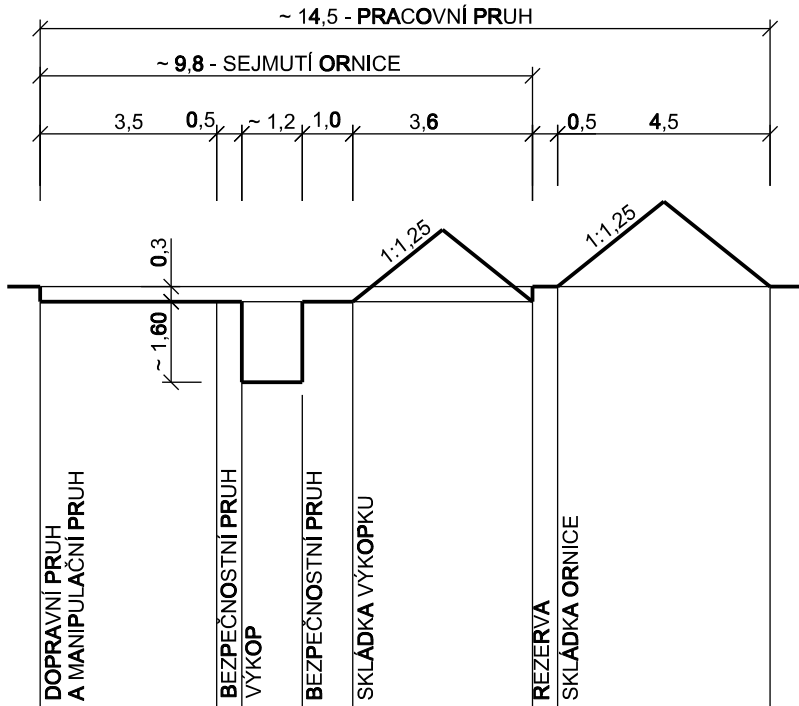 ~ 14,5 - PRACOVNÍ PRUH
~ 9,8 - SEJMUTÍ ORNICE
3,5
0,5
~ 1,2
1,0
3,6
0,5
4,5
1:1,25
1:1,25
0,3
~ 1,60
DOPRAVNÍ PRUH
A MANIPULAČNÍ PRUH
BEZPEČNOSTNÍ PRUH
VÝKOP
BEZPEČNOSTNÍ PRUH
SKLÁDKA VÝKOPKU
REZERVA
SKLÁDKA ORNICE